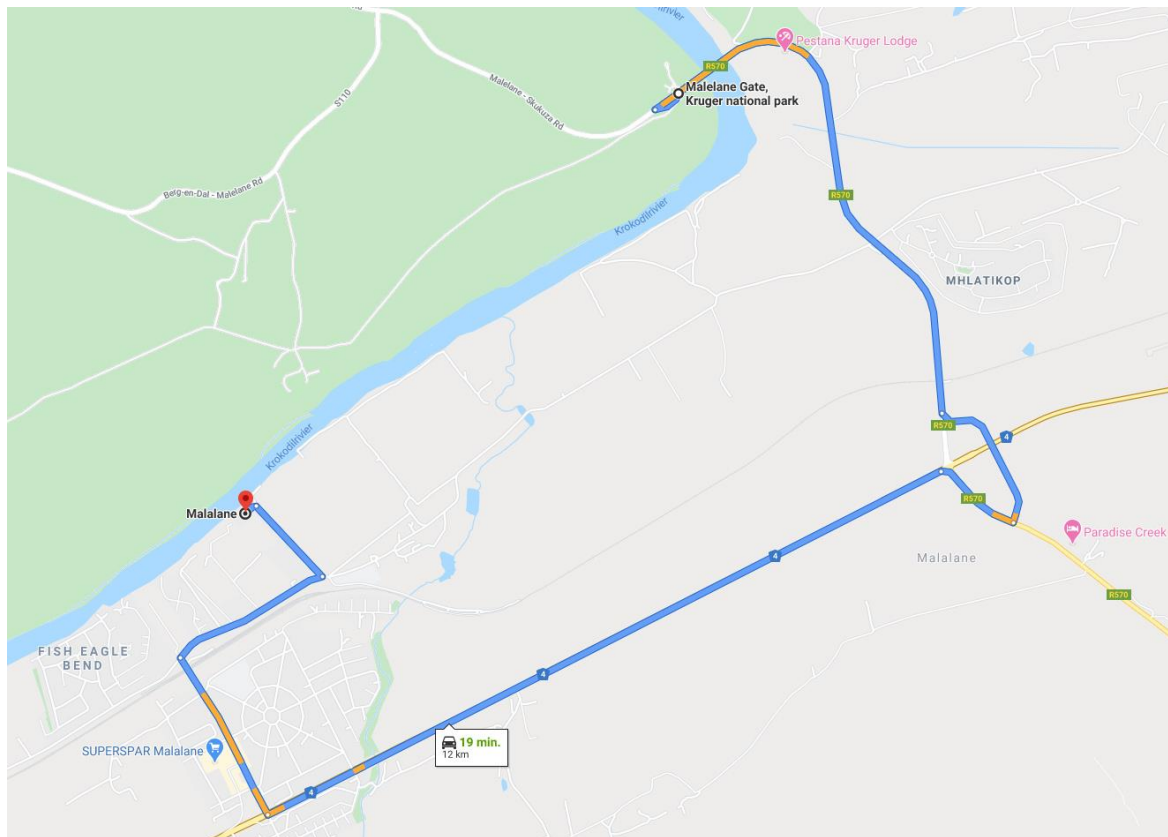 Krokodilrivier
Pestana Kruger Lodge
R570
Malelane Gate,
Kruger national park
Malelane - Skukuza Rd
S110
Berg-en-Dal - Malelane Rd
Krokodilrivier
R570
MHLATIKOP
Krokodilrivier
R570
4
Malalane
R570
Paradise Creek
Malalane
4
R570
FISH EAGLE
BEND
4
SUPERSPAR Malalane
19 min.
12 km
4